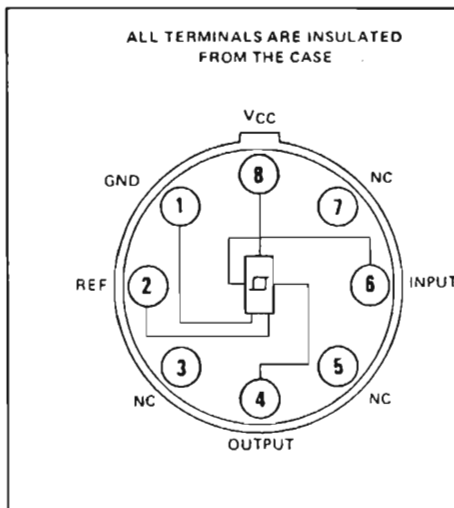 ALL TERMINALS ARE INSULATED
FROM THE CASE
VCC
GND
8
NC
1
7
REF
2
6
INPUT
3
5
NC
4
NC
OUTPUT